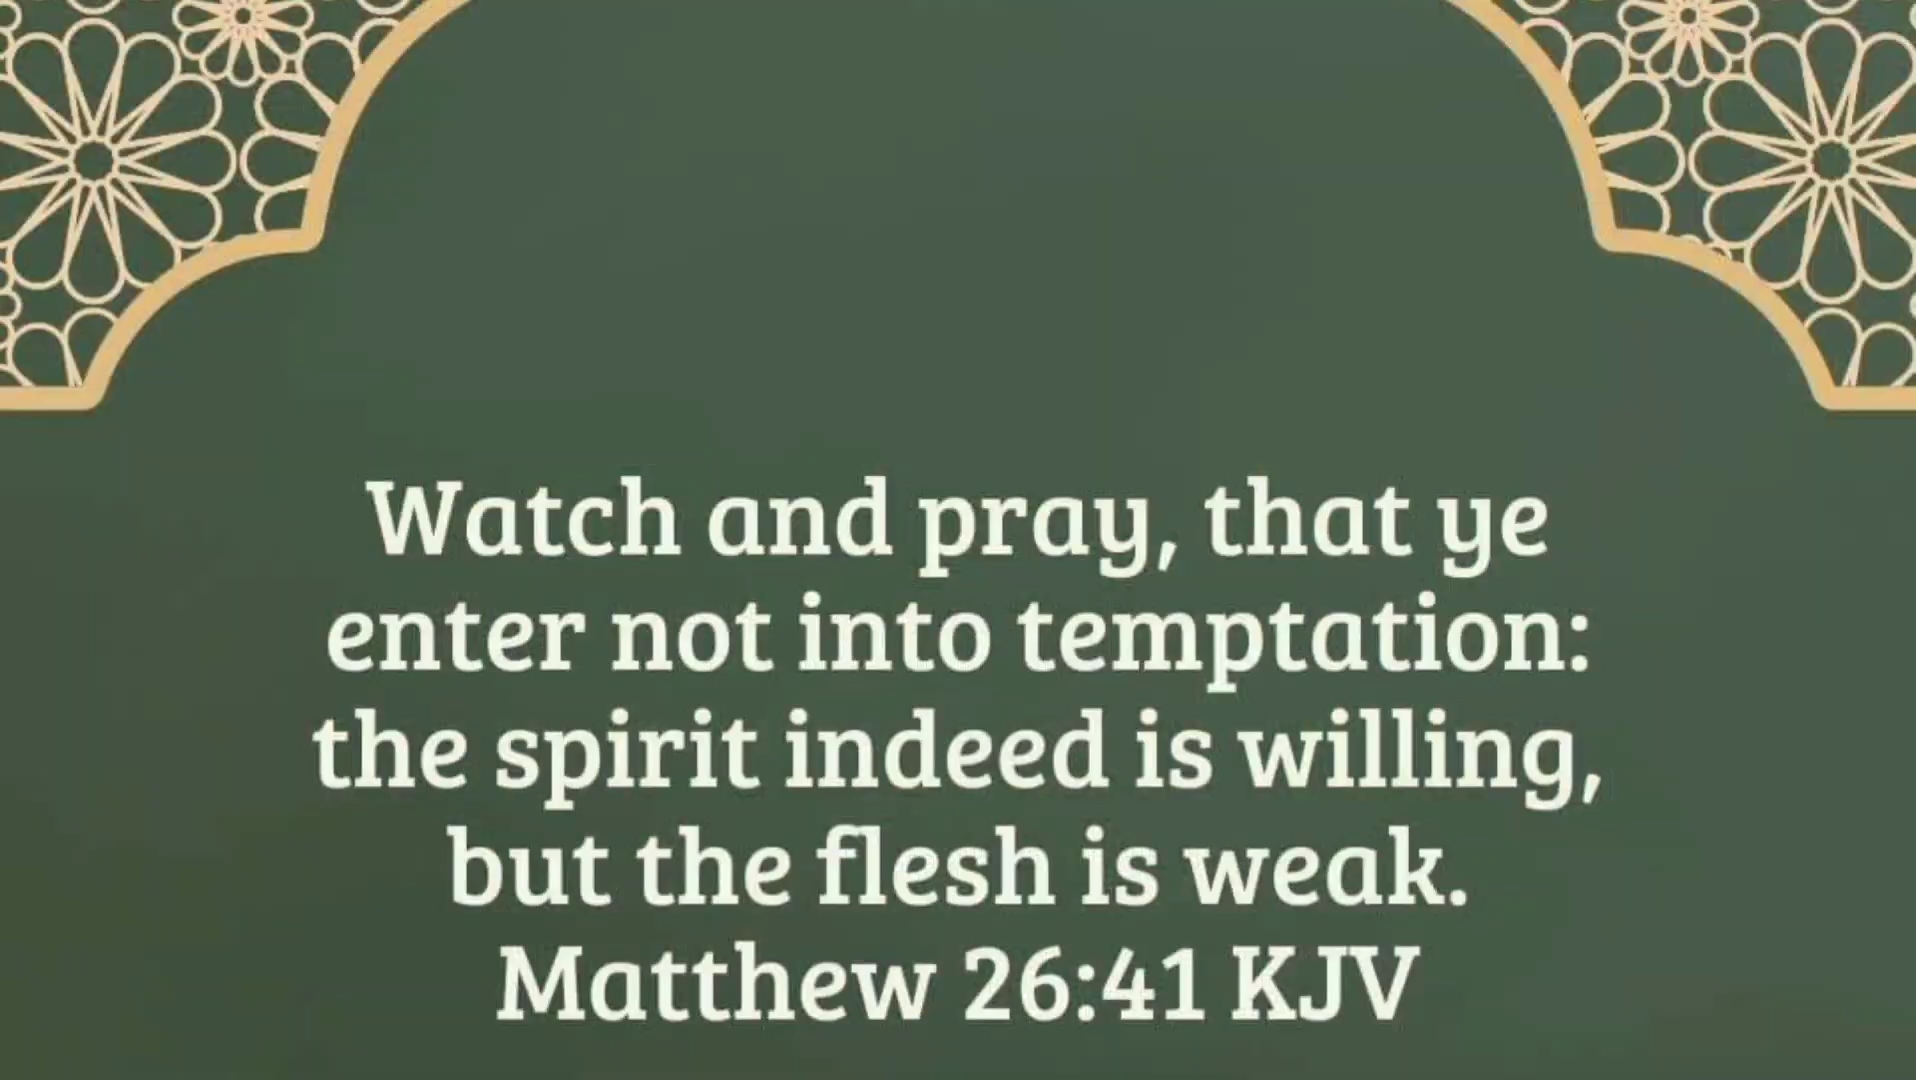 Watch and pray, that ye
enter not into temptation:
the spirit indeed is willing,
but the flesh is weak.
Matthew 26:41 KJV